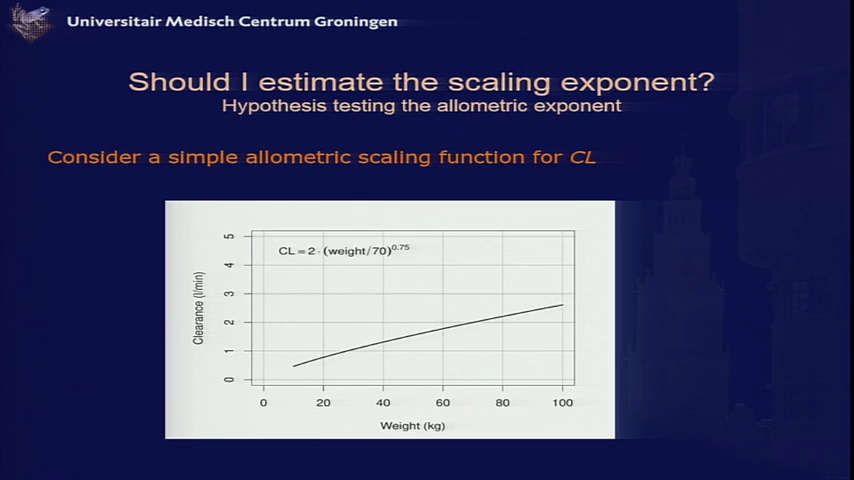 Universitair Medisch Centrum Groningen
Should I estimate the scaling exponent?
Hypothesis testing the allometric exponent
Consider a simple allometric scaling function for CL
CL = 2 · (weight/70)^0.75
Clearance (l/min)
5
4
3
2
1
0
0 20 40 60 80 100
Weight (kg)